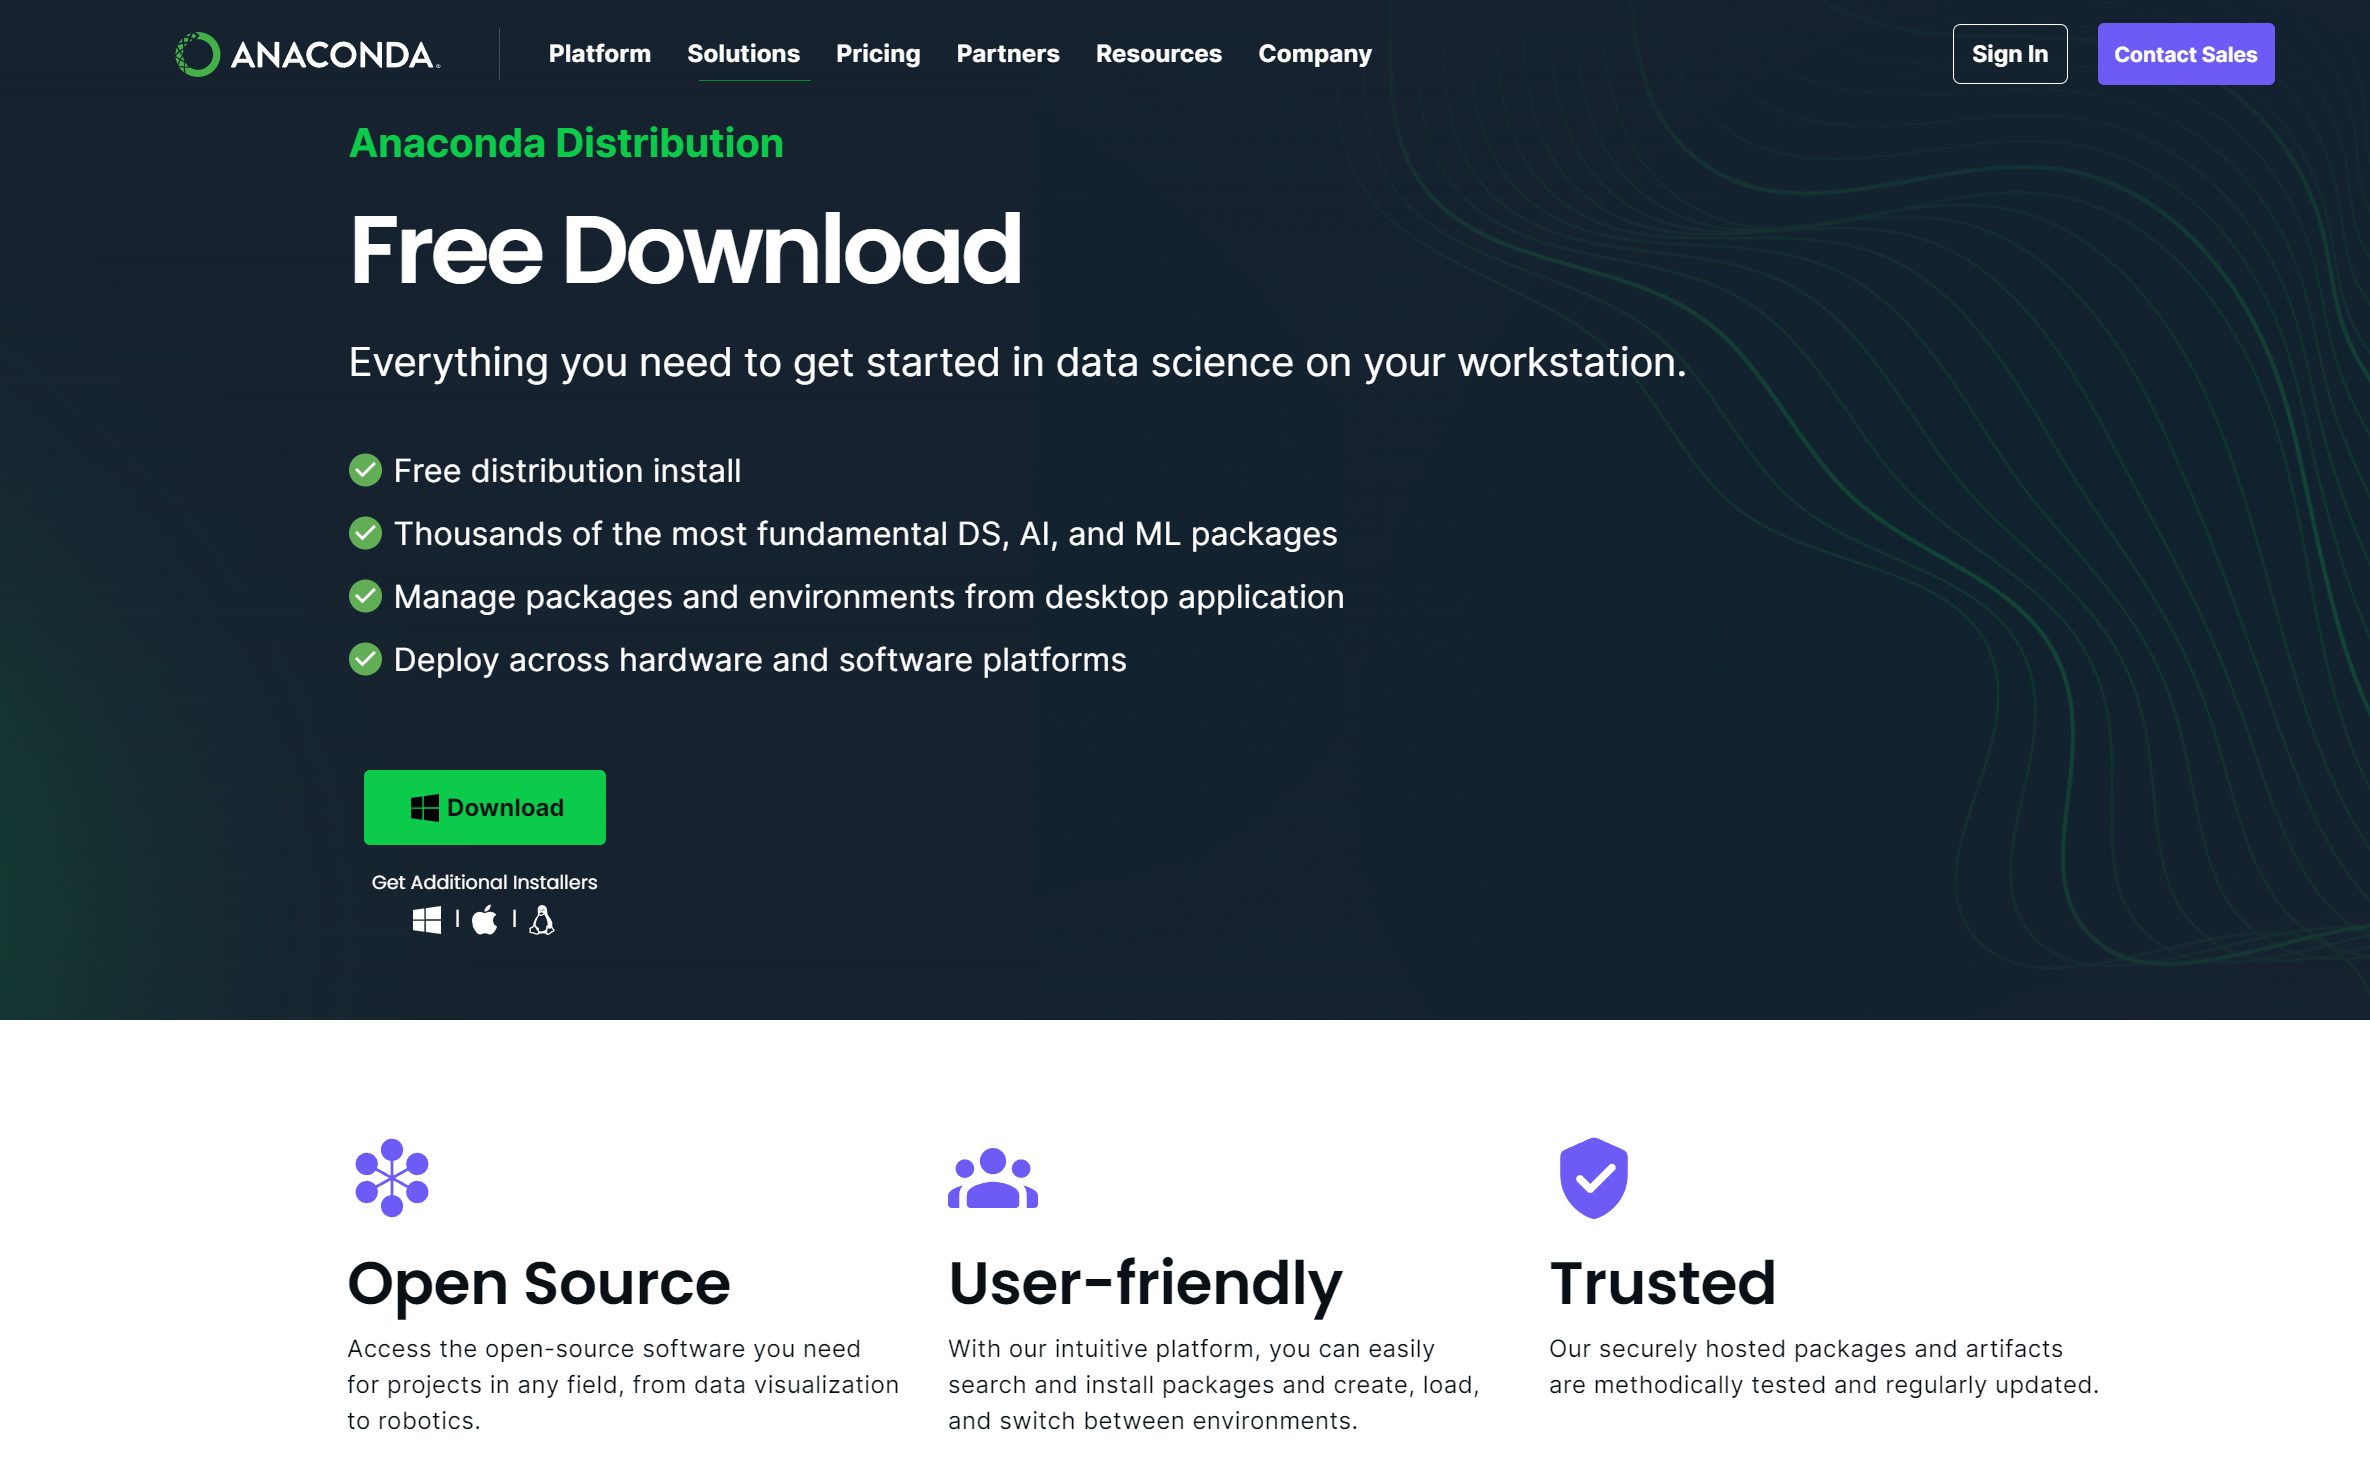 ANACONDA.
Platform Solutions Pricing Partners Resources Company
Sign In
Contact Sales
Anaconda Distribution
Free Download
Everything you need to get started in data science on your workstation.
Free distribution install
Thousands of the most fundamental DS, AI, and ML packages
Manage packages and environments from desktop application
Deploy across hardware and software platforms
Download
Get Additional Installers
Open Source
Access the open-source software you need
for projects in any field, from data visualization
to robotics.
User-friendly
With our intuitive platform, you can easily
search and install packages and create, load,
and switch between environments.
Trusted
Our securely hosted packages and artifacts
are methodically tested and regularly updated.